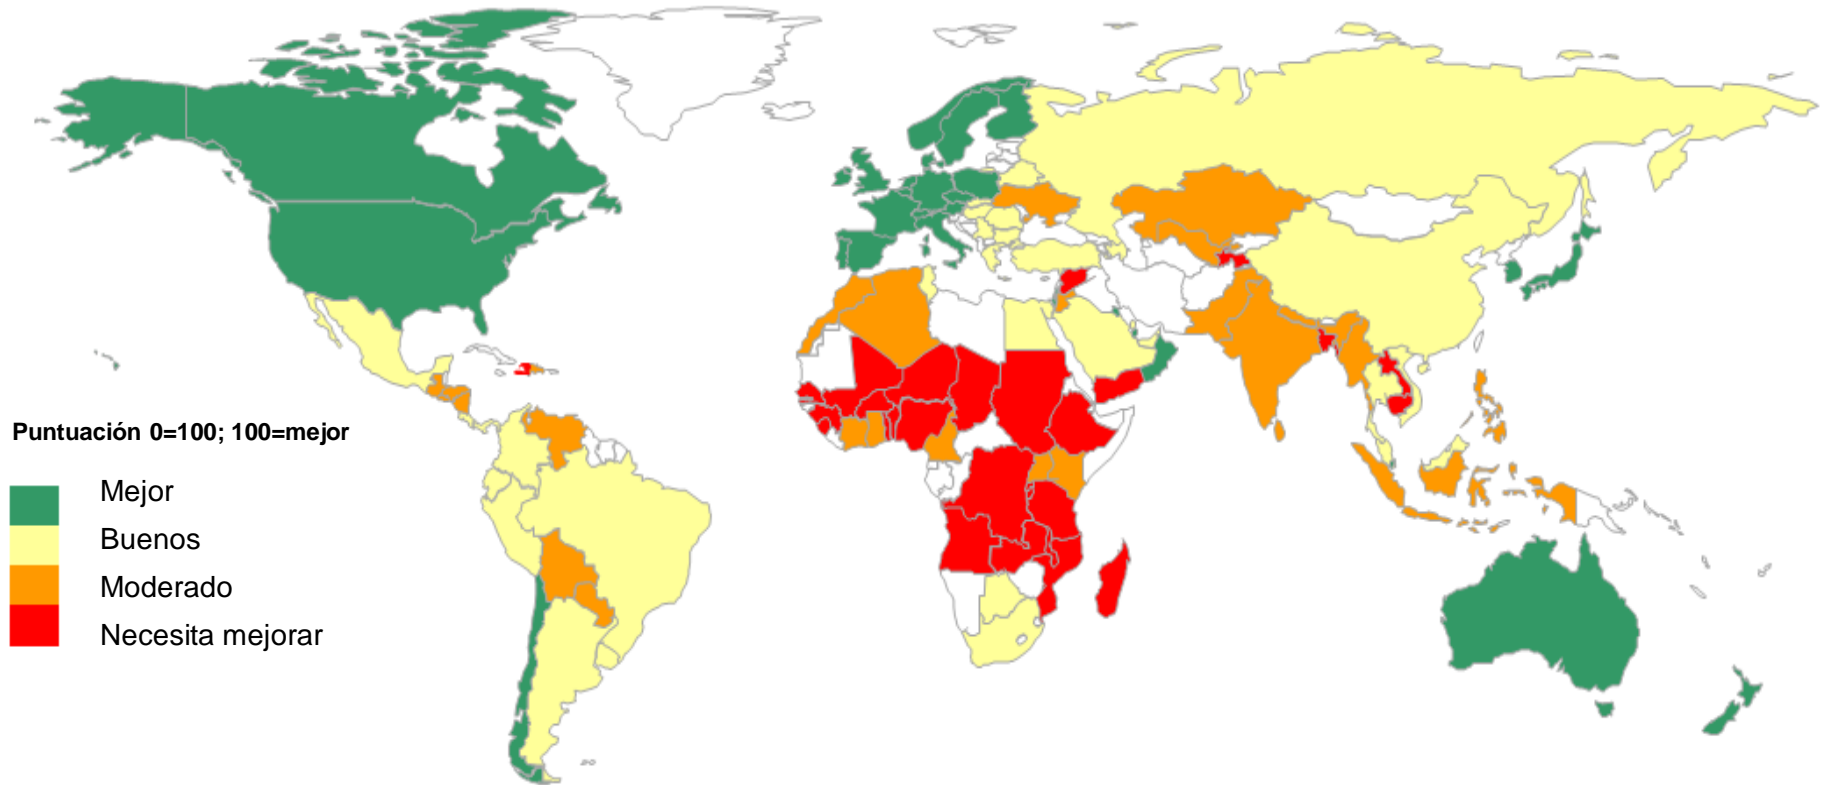 Puntuación 0=100; 100=mejor
Mejor
Buenos
Moderado
Necesita mejorar